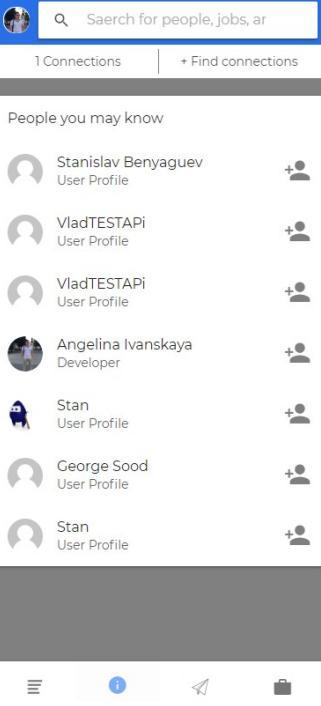 Saerch for people, jobs, ar
1 Connections
+ Find connections
People you may know
Stanislav Benyaguev
User Profile
VladTESTAPi
User Profile
VladTESTAPi
User Profile
Angelina Ivanskaya
Developer
Stan
User Profile
George Sood
User Profile
Stan
User Profile